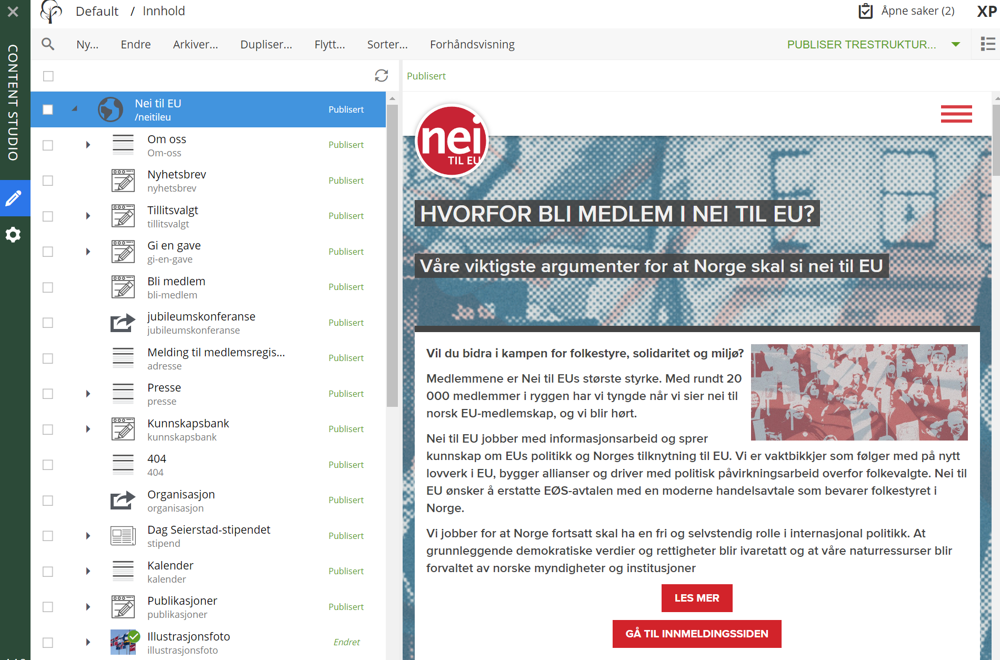 Default / Innhold
Åpne saker (2)
XP
Ny...
Endre
Arkiver...
Dupliser...
Flytt...
Sorter...
Forhåndsvisning
PUBLISER TRESTRUKTUR...
CONTENT STUDIO
Nei til EU
/neitileu
Publisert
Om oss
Om-oss
Publisert
Nyhetsbrev
nyhetsbrev
Publisert
Tillitsvalgt
tillitsvalgt
Publisert
Gi en gave
gi-en-gave
Publisert
Bli medlem
bli-medlem
Publisert
jubileumskonferanse
jubileumskonferanse
Publisert
Melding til medlemsregis...
adresse
Publisert
Presse
presse
Publisert
Kunnskapsbank
kunnskapsbank
Publisert
404
404
Publisert
Organisasjon
organisasjon
Publisert
Dag Seierstad-stipendet
stipend
Publisert
Kalender
kalender
Publisert
Publikasjoner
publikasjoner
Publisert
Illustrasjonsfoto
illustrasjonsfoto
Endret
Publisert
nei
TIL EU
HVORFOR BLI MEDLEM I NEI TIL EU?
Våre viktigste argumenter for at Norge skal si nei til EU
Vil du bidra i kampen for folkestyre, solidaritet og miljø?
Medlemmene er Nei til EUs største styrke. Med rundt 20
000 medlemmer i ryggen har vi tyngde når vi sier nei til
norsk EU-medlemskap, og vi blir hørt.
Nei til EU jobber med informasjonsarbeid og sprer
kunnskap om EUs politikk og Norges tilknytning til EU. Vi er vaktbikkjer som følger med på nytt
lovverk i EU, bygger allianser og driver med politisk påvirkningsarbeid overfor folkevalgte. Nei til
EU ønsker å erstatte EØS-avtalen med en moderne handelsavtale som bevarer folkestyret i
Norge.
Vi jobber for at Norge fortsatt skal ha en fri og selvstendig rolle i internasjonal politikk. At
grunnleggende demokratiske verdier og rettigheter blir ivaretatt og at våre naturressurser blir
forvaltet av norske myndigheter og institusjoner
LES MER
GÅ TIL INNMELDINGSSIDEN